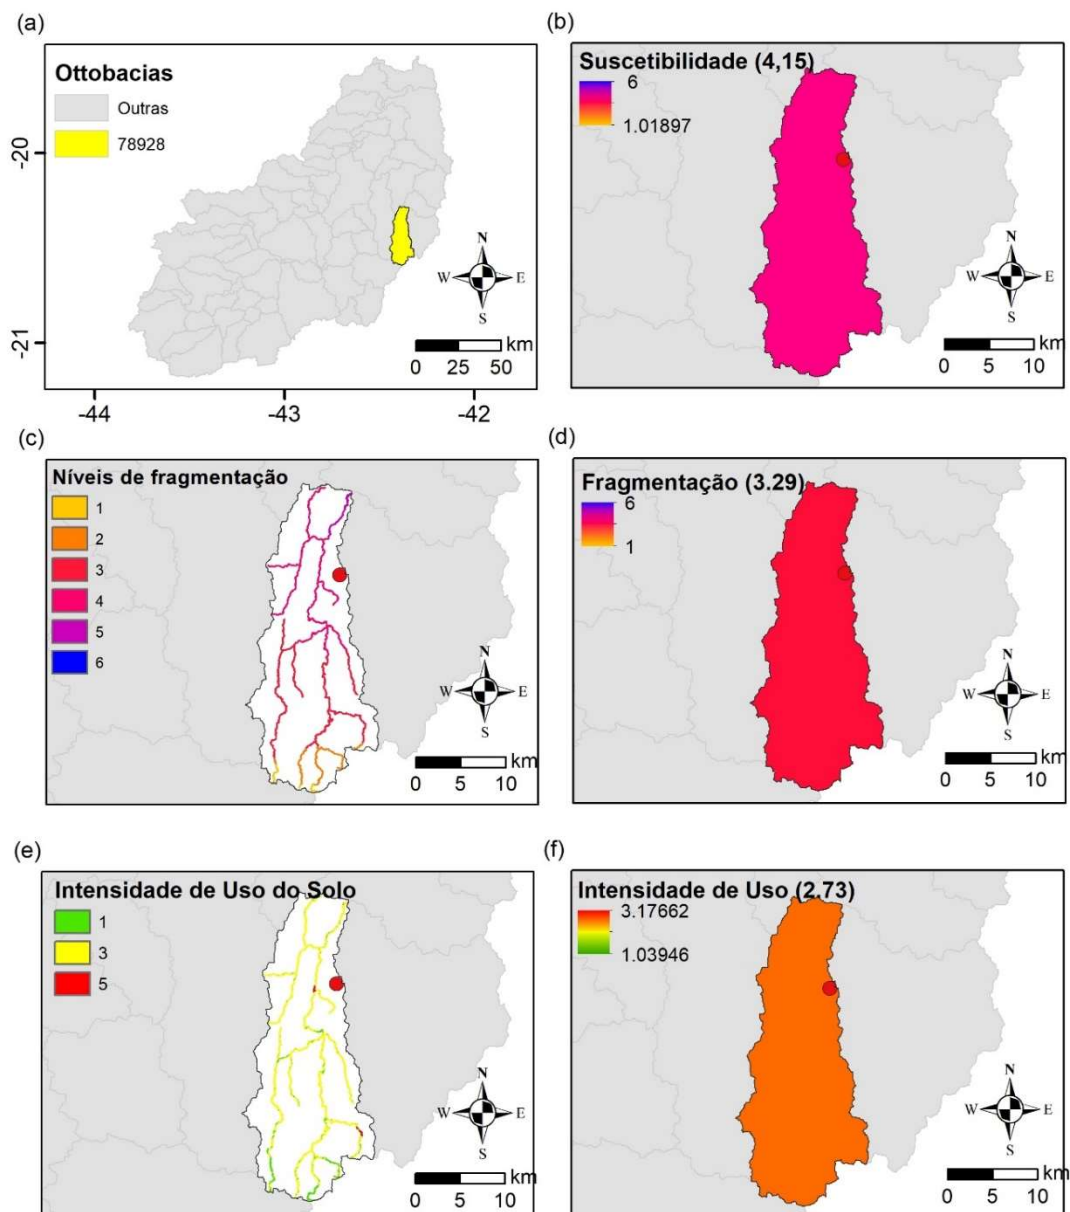 (a)
Ottobacias
Outras
78928
-20
-21
-44
-43
-42
N
W
E
S
km
0
25
50
(b)
Suscetibilidade (4,15)
6
1.01897
N
W
E
S
km
0
5
10
(c)
Níveis de fragmentação
1
2
3
4
5
6
N
W
E
S
km
0
5
10
(d)
Fragmentação (3.29)
6
1
N
W
E
S
km
0
5
10
(e)
Intensidade de Uso do Solo
1
3
5
N
W
E
S
km
0
5
10
(f)
Intensidade de Uso (2,73)
3.17662
1.03946
N
W
E
S
km
0
5
10